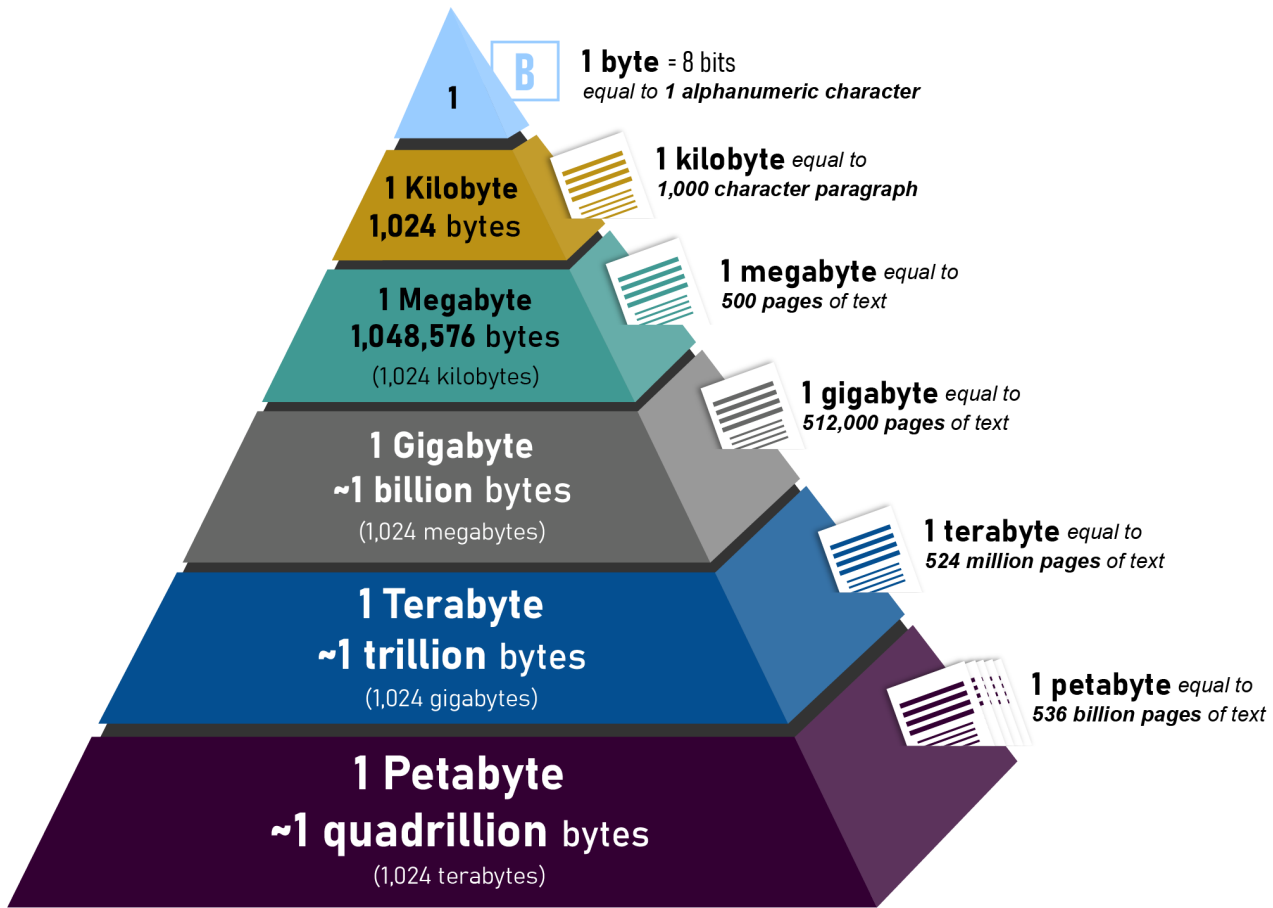 1
B
1 byte = 8 bits
equal to 1 alphanumeric character
1 Kilobyte
1,024 bytes
1 kilobyte equal to
1,000 character paragraph
1 Megabyte
1,048,576 bytes
(1,024 kilobytes)
1 megabyte equal to
500 pages of text
1 Gigabyte
~1 billion bytes
(1,024 megabytes)
1 gigabyte equal to
512,000 pages of text
1 Terabyte
~1 trillion bytes
(1,024 gigabytes)
1 terabyte equal to
524 million pages of text
1 Petabyte
~1 quadrillion bytes
(1,024 terabytes)
1 petabyte equal to
536 billion pages of text